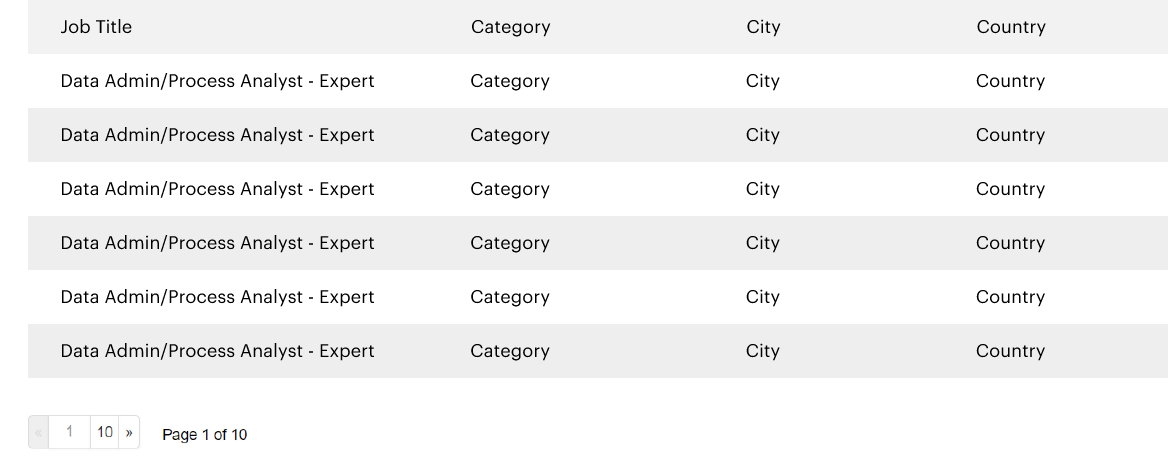 Job Title Category City Country
Data Admin/Process Analyst - Expert Category City Country
Data Admin/Process Analyst - Expert Category City Country
Data Admin/Process Analyst - Expert Category City Country
Data Admin/Process Analyst - Expert Category City Country
Data Admin/Process Analyst - Expert Category City Country
Data Admin/Process Analyst - Expert Category City Country
« 1 10 » Page 1 of 10